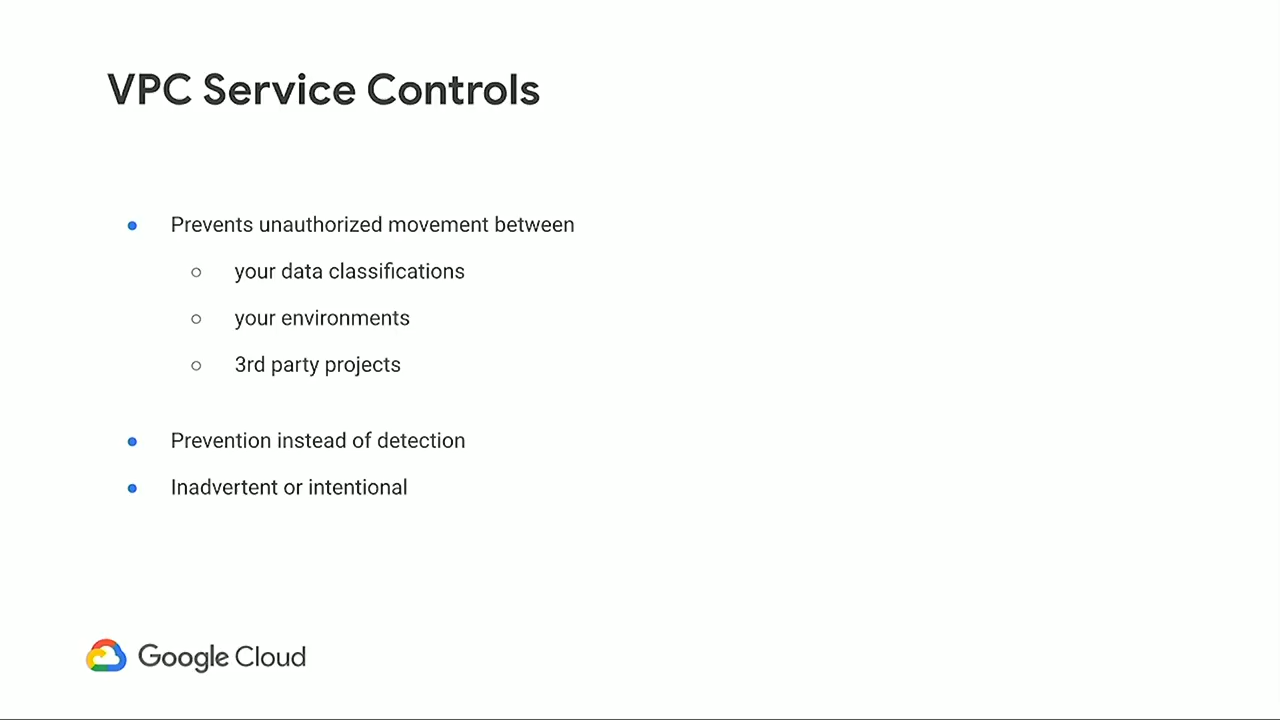 VPC Service Controls
Prevents unauthorized movement between
your data classifications
your environments
3rd party projects
Prevention instead of detection
Inadvertent or intentional
Google Cloud